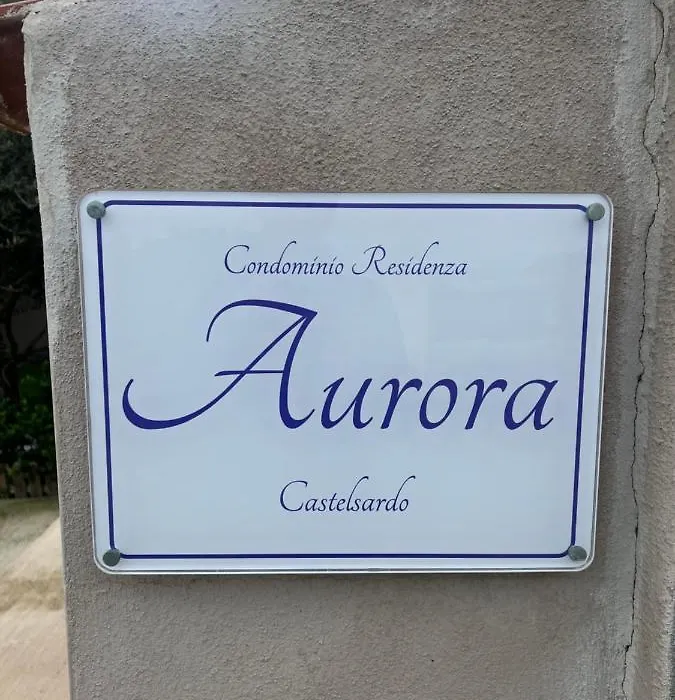 Condominio Residenza
Aurora
Castelsardo